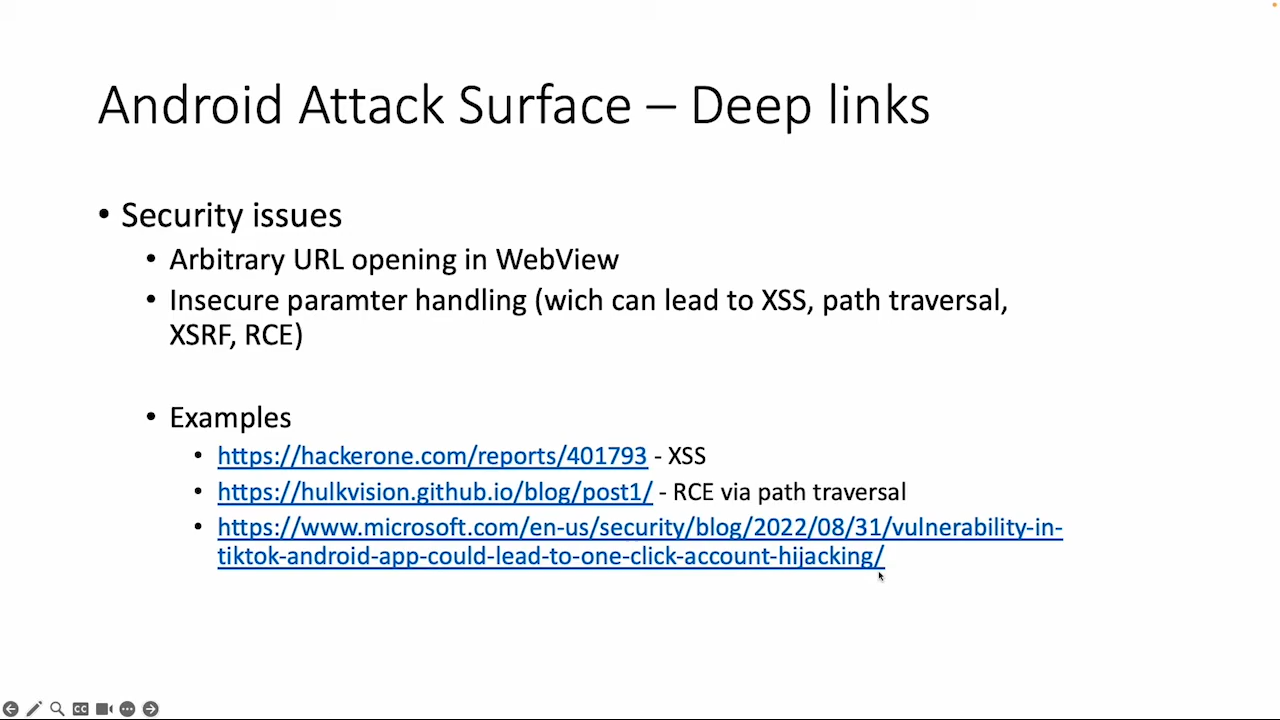 Android Attack Surface – Deep links
• Security issues
• Arbitrary URL opening in WebView
• Insecure paramter handling (wich can lead to XSS, path traversal,
XSRF, RCE)
• Examples
• https://hackerone.com/reports/401793 - XSS
• https://hulkvision.github.io/blog/post1/ - RCE via path traversal
• https://www.microsoft.com/en-us/security/blog/2022/08/31/vulnerability-in-
tiktok-android-app-could-lead-to-one-click-account-hijacking/
CC